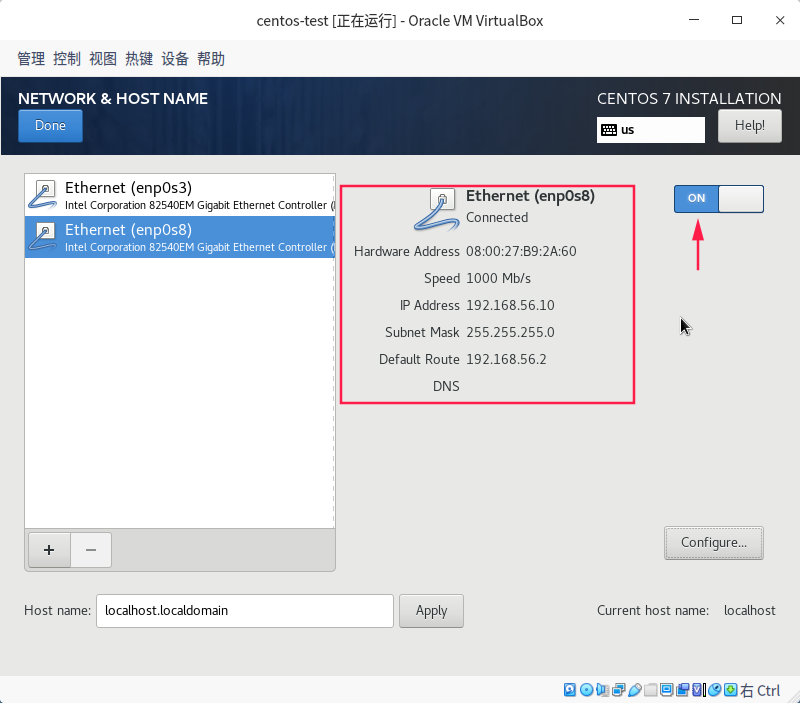 centos-test [正在运行] - Oracle VM VirtualBox
管理 控制 视图 热键 设备 帮助
NETWORK & HOST NAME
CENTOS 7 INSTALLATION
Done
us
Help!
Ethernet (enp0s3)
Intel Corporation 82540EM Gigabit Ethernet Controller (
Ethernet (enp0s8)
Intel Corporation 82540EM Gigabit Ethernet Controller (
Ethernet (enp0s8)
Connected
ON
Hardware Address 08:00:27:B9:2A:60
Speed 1000 Mb/s
IP Address 192.168.56.10
Subnet Mask 255.255.255.0
Default Route 192.168.56.2
DNS
+ −
Configure...
Host name: localhost.localdomain Apply
Current host name: localhost
右 Ctrl